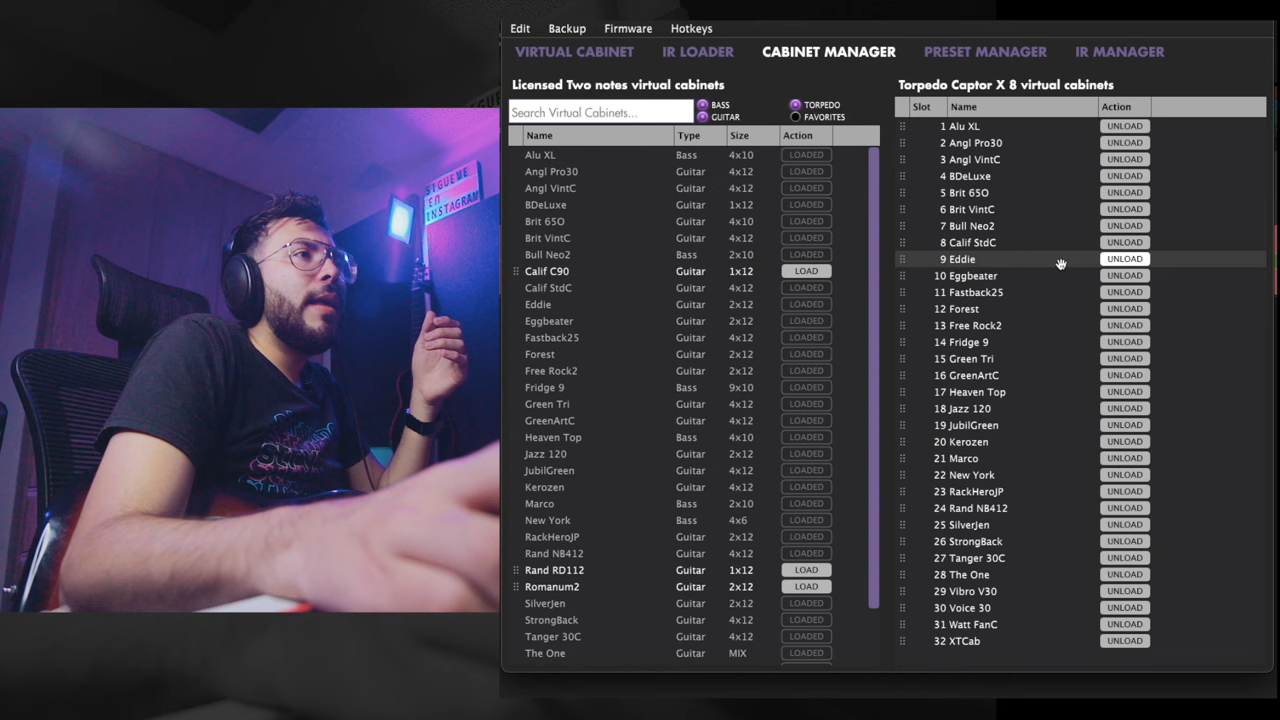 Edit Backup Firmware Hotkeys
VIRTUAL CABINET IR LOADER CABINET MANAGER PRESET MANAGER IR MANAGER
Licensed Two notes virtual cabinets
Search Virtual Cabinets...
BASS
GUITAR
TORPEDO
FAVORITES
Name Type Size Action
Alu XL Bass 4x10 LOADED
Angl Pro30 Guitar 4x12 LOADED
Angl VintC Guitar 4x12 LOADED
BDeLuxe Guitar 1x12 LOADED
Brit 65O Guitar 4x10 LOADED
Brit VintC Guitar 4x12 LOADED
Bull Neo2 Bass 2x10 LOADED
Calif C90 Guitar 1x12 LOAD
Calif StdC Guitar 4x12 LOADED
Eddie Guitar 2x12 LOADED
Eggbeater Guitar 2x12 LOADED
Fastback25 Guitar 4x12 LOADED
Forest Guitar 2x12 LOADED
Free Rock2 Guitar 2x12 LOADED
Fridge 9 Bass 9x10 LOADED
Green Tri Guitar 4x12 LOADED
GreenArtC Guitar 4x12 LOADED
Heaven Top Bass 4x10 LOADED
Jazz 120 Guitar 2x12 LOADED
JubilGreen Guitar 4x12 LOADED
Kerozen Guitar 4x12 LOADED
Marco Bass 2x10 LOADED
New York Bass 4x6 LOADED
RackHeroJP Guitar 2x12 LOADED
Rand NB412 Guitar 4x12 LOADED
Rand RD112 Guitar 1x12 LOAD
Romanum2 Guitar 2x12 LOAD
SilverJen Guitar 2x12 LOADED
StrongBack Guitar 4x12 LOADED
Tanger 30C Guitar 4x12 LOADED
The One Guitar MIX LOADED
Torpedo Captor X 8 virtual cabinets
Slot Name Action
1 Alu XL UNLOAD
2 Angl Pro30 UNLOAD
3 Angl VintC UNLOAD
4 BDeLuxe UNLOAD
5 Brit 65O UNLOAD
6 Brit VintC UNLOAD
7 Bull Neo2 UNLOAD
8 Calif StdC UNLOAD
9 Eddie UNLOAD
10 Eggbeater UNLOAD
11 Fastback25 UNLOAD
12 Forest UNLOAD
13 Free Rock2 UNLOAD
14 Fridge 9 UNLOAD
15 Green Tri UNLOAD
16 GreenArtC UNLOAD
17 Heaven Top UNLOAD
18 Jazz 120 UNLOAD
19 JubilGreen UNLOAD
20 Kerozen UNLOAD
21 Marco UNLOAD
22 New York UNLOAD
23 RackHeroJP UNLOAD
24 Rand NB412 UNLOAD
25 SilverJen UNLOAD
26 StrongBack UNLOAD
27 Tanger 30C UNLOAD
28 The One UNLOAD
29 Vibro V30 UNLOAD
30 Voice 30 UNLOAD
31 Watt FanC UNLOAD
32 XTCab UNLOAD
SIGUEME
EN
INSTAGRAM